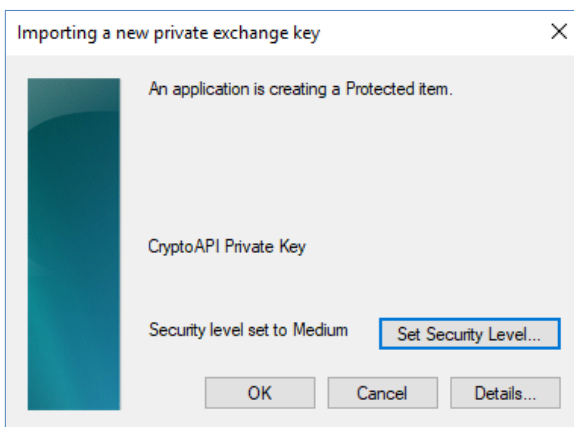 Importing a new private exchange key
An application is creating a Protected item.
CryptoAPI Private Key
Security level set to Medium
Set Security Level...
OK
Cancel
Details...